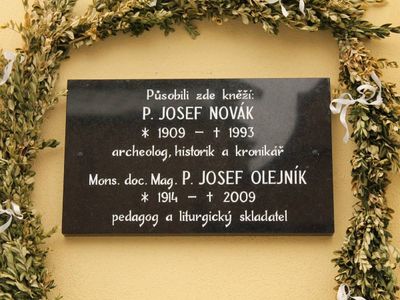 Působili zde kněží:
P. JOSEF NOVÁK
* 1909 – † 1993
archeolog, historik a kronikář
Mons. doc. Mag. P. JOSEF OLEJNÍK
* 1914 – † 2009
pedagog a liturgický skladatel